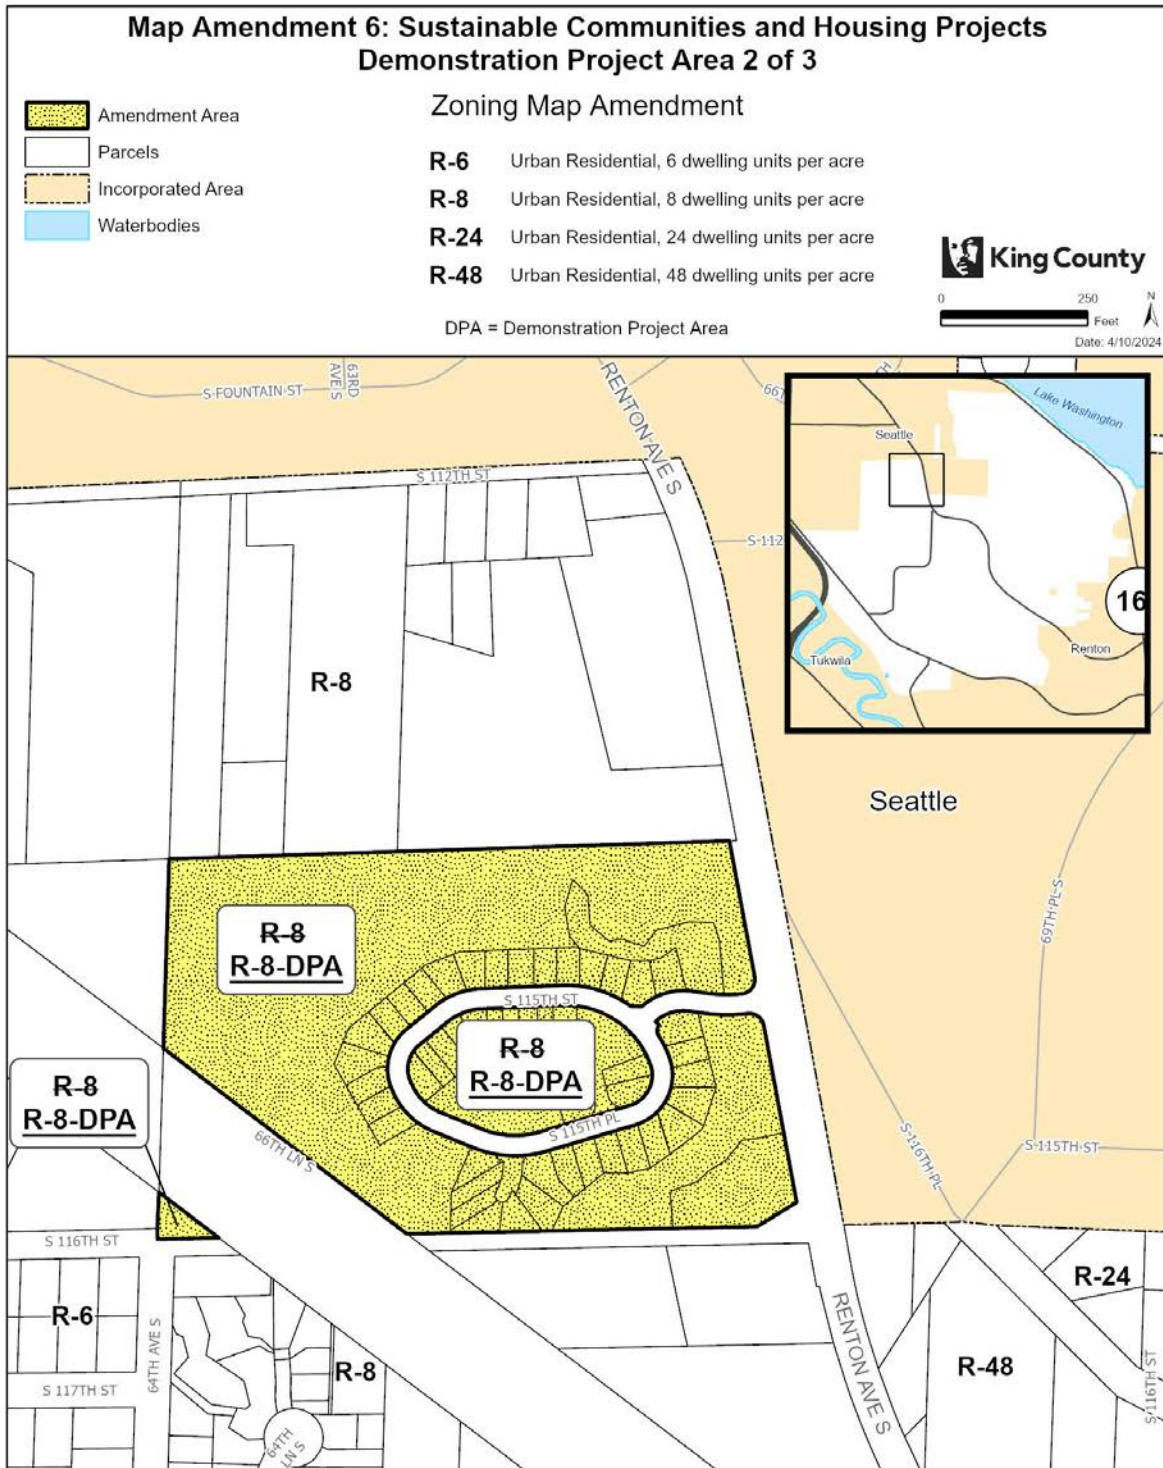 Map Amendment 6: Sustainable Communities and Housing Projects
Demonstration Project Area 2 of 3
Amendment Area
Parcels
Incorporated Area
Waterbodies
Zoning Map Amendment
R-6 Urban Residential, 6 dwelling units per acre
R-8 Urban Residential, 8 dwelling units per acre
R-24 Urban Residential, 24 dwelling units per acre
R-48 Urban Residential, 48 dwelling units per acre
DPA = Demonstration Project Area
King County
0 250
Feet
N
Date: 4/10/2024
S FOUNTAIN ST
63RD
AVE S
RENTON AVE S
66T
TH
S 112TH ST
S 112
Lake Washington
Seattle
16
Renton
Tukwila
R-8
Seattle
69TH PL S
R-8
R-8-DPA
S 115TH ST
R-8
R-8-DPA
S 115TH PL
R-8
R-8-DPA
66TH LN S
S 116TH PL
S 115TH ST
S 116TH ST
R-6
64TH AVE S
S 117TH ST
R-8
64TH
LN S
RENTON AVE S
R-24
R-48
S 116TH ST